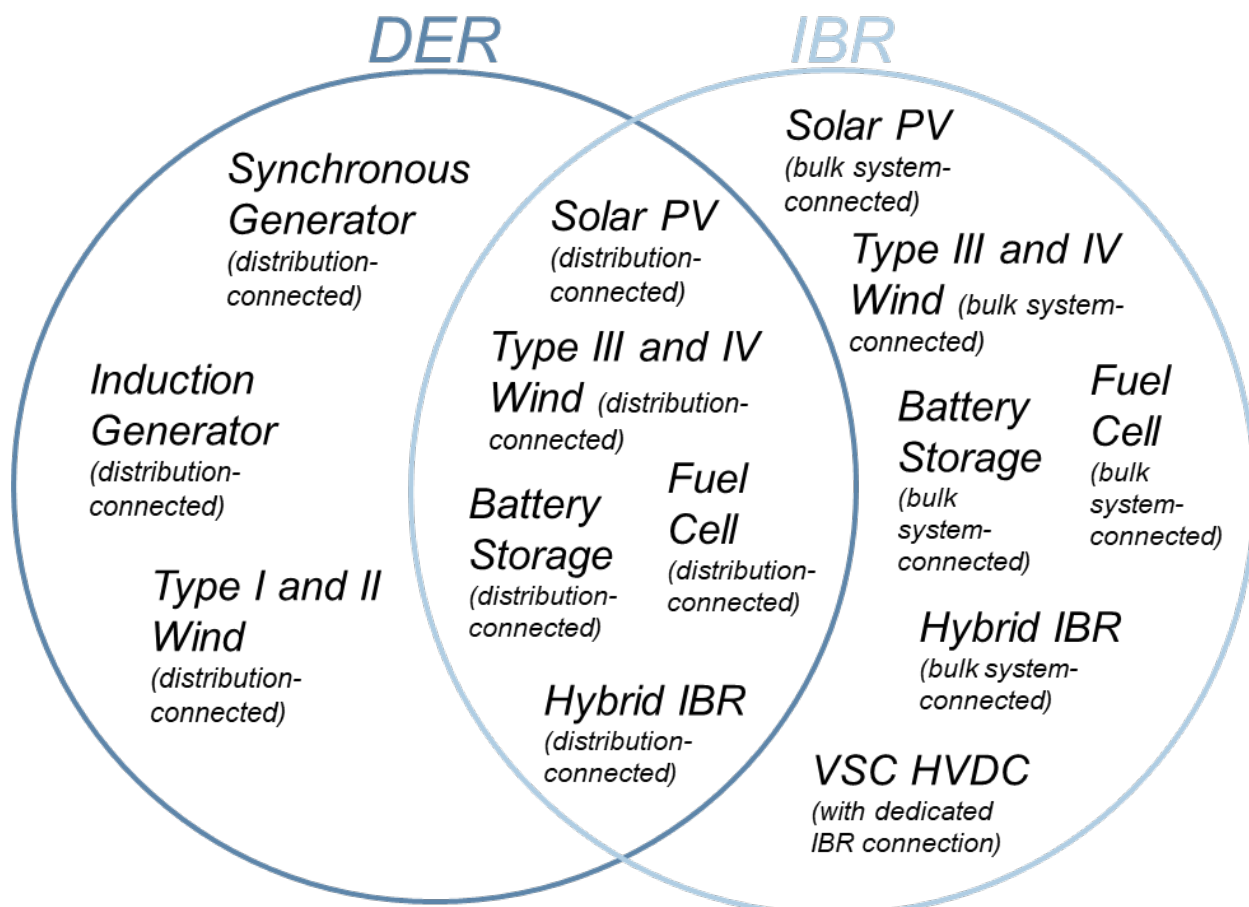 DER
IBR
Synchronous
Generator
(distribution-
connected)
Induction
Generator
(distribution-
connected)
Type I and II
Wind
(distribution-
connected)
Solar PV
(distribution-
connected)
Type III and IV
Wind (distribution-
connected)
Battery
Storage
(distribution-
connected)
Fuel
Cell
(distribution-
connected)
Hybrid IBR
(distribution-
connected)
Solar PV
(bulk system-
connected)
Type III and IV
Wind (bulk system-
connected)
Battery
Storage
(bulk
system-
connected)
Fuel
Cell
(bulk
system-
connected)
Hybrid IBR
(bulk system-
connected)
VSC HVDC
(with dedicated
IBR connection)